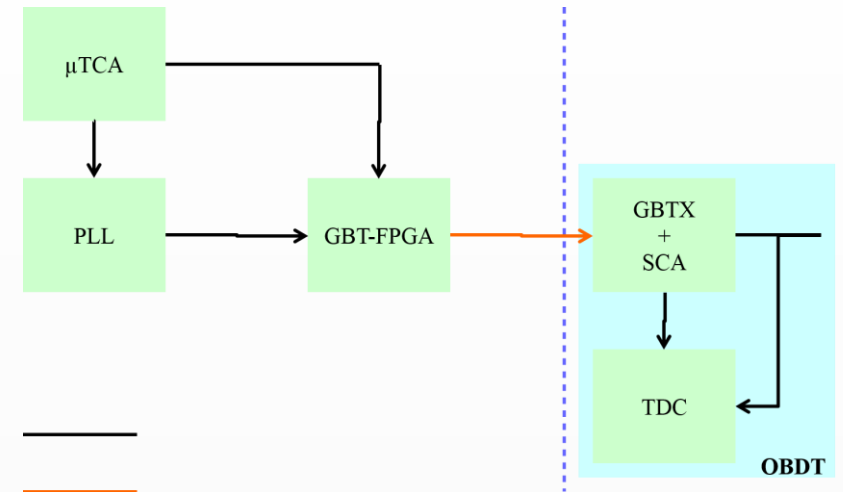 µTCA
PLL
GBT-FPGA
GBTX
+
SCA
TDC
OBDT